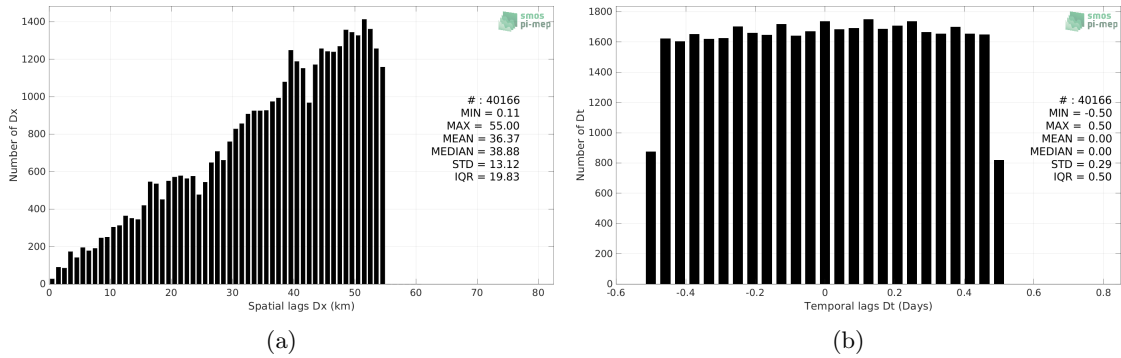 1400
1200
1000
800
600
400
200
0
Number of Dx
0 10 20 30 40 50 60 70 80
Spatial lags Dx (km)
smos
pi-mep
# : 40166
MIN = 0.11
MAX = 55.00
MEAN = 36.37
MEDIAN = 38.88
STD = 13.12
IQR = 19.83
(a)
1800
1600
1400
1200
1000
800
600
400
200
0
Number of Dt
-0.6 -0.4 -0.2 0 0.2 0.4 0.6 0.8
Temporal lags Dt (Days)
smos
pi-mep
# : 40166
MIN = -0.50
MAX = 0.50
MEAN = 0.00
MEDIAN = 0.00
STD = 0.29
IQR = 0.50
(b)